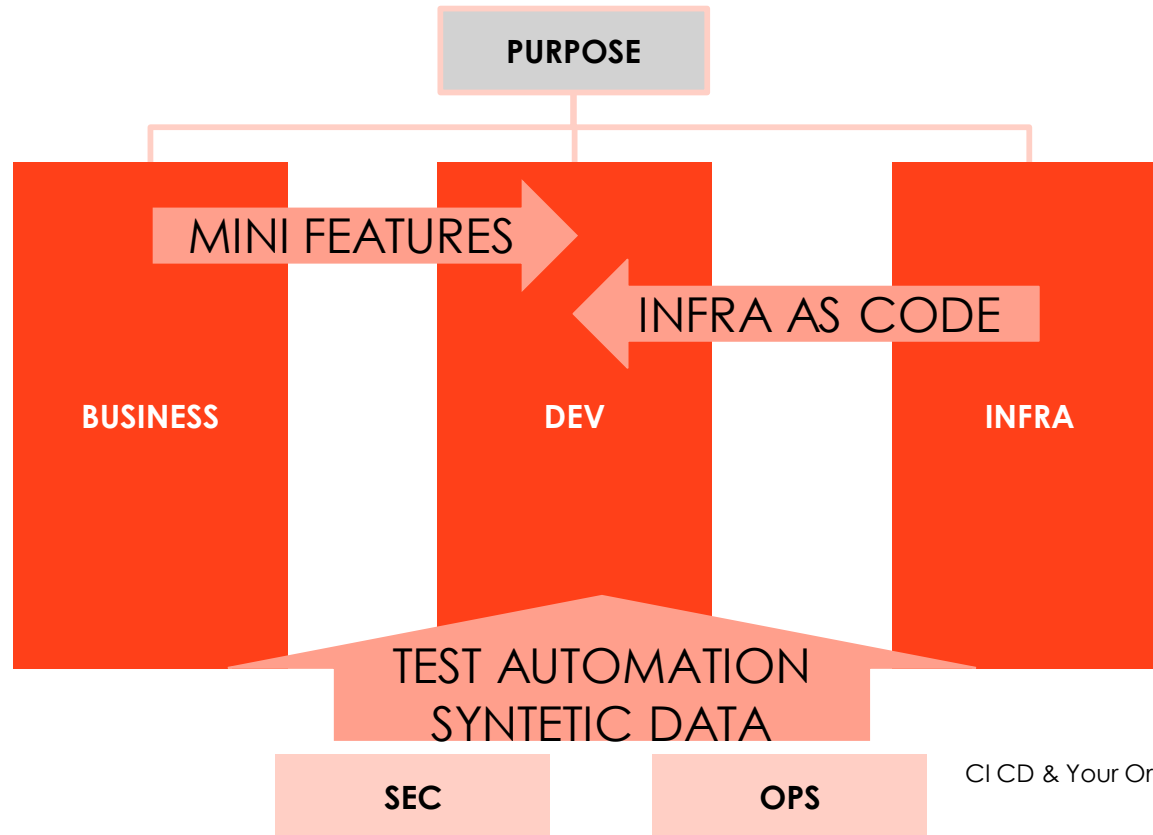 PURPOSE
MINI FEATURES
INFRA AS CODE
BUSINESS
DEV
INFRA
TEST AUTOMATION
SYNTETIC DATA
SEC
OPS
CI CD & Your Or